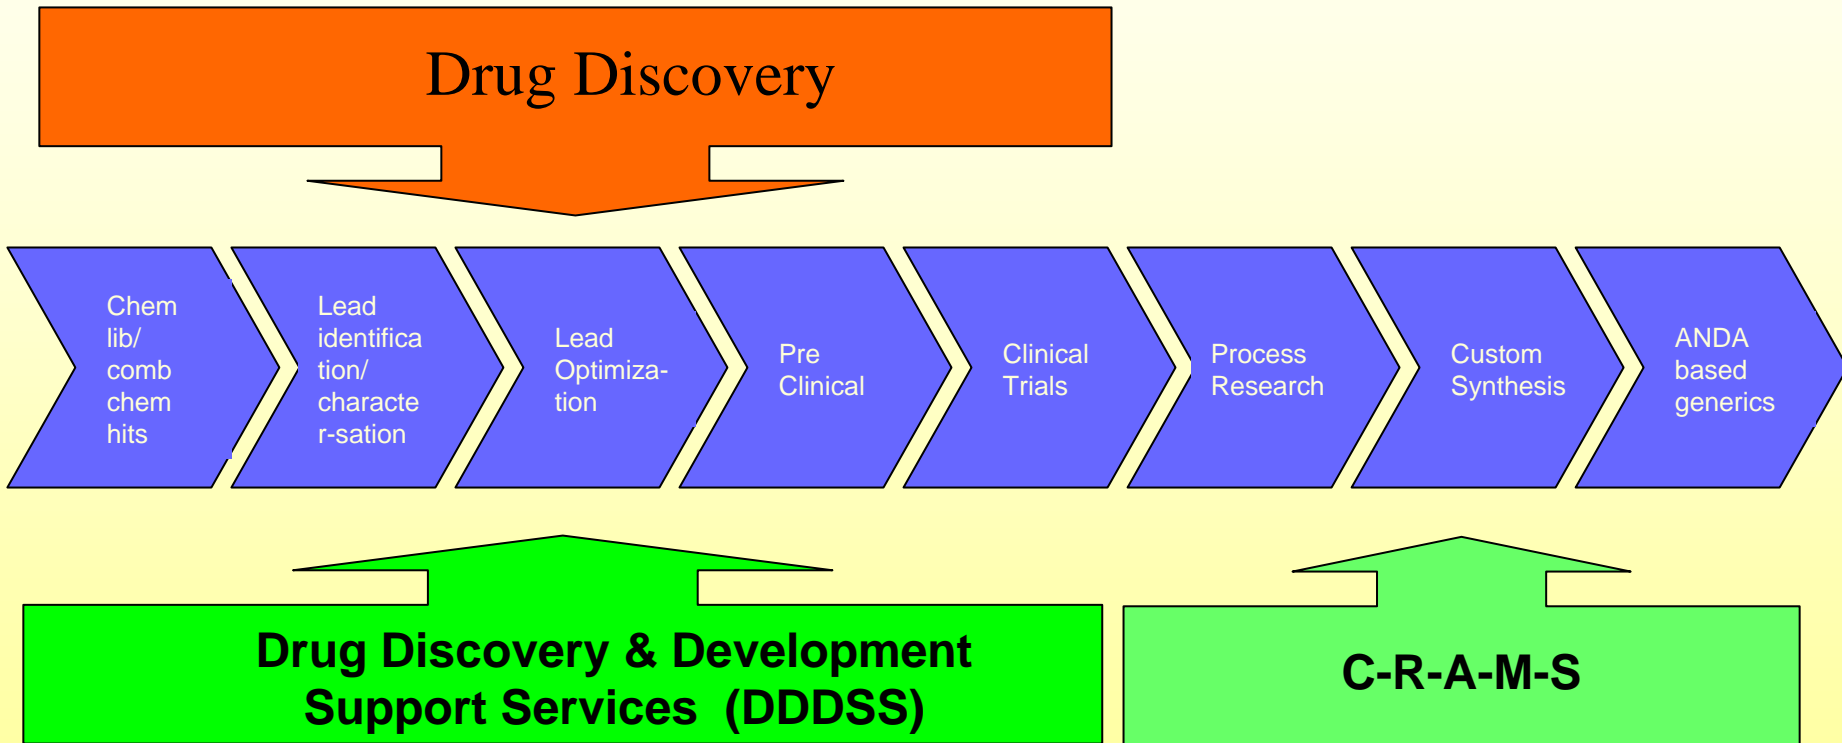 Drug Discovery
Chem
lib/
comb
chem
hits
Lead
identifica
tion/
characte
r-sation
Lead
Optimiza-
tion
Pre
Clinical
Clinical
Trials
Process
Research
Custom
Synthesis
ANDA
based
generics
Drug Discovery & Development
Support Services (DDDSS)
C-R-A-M-S